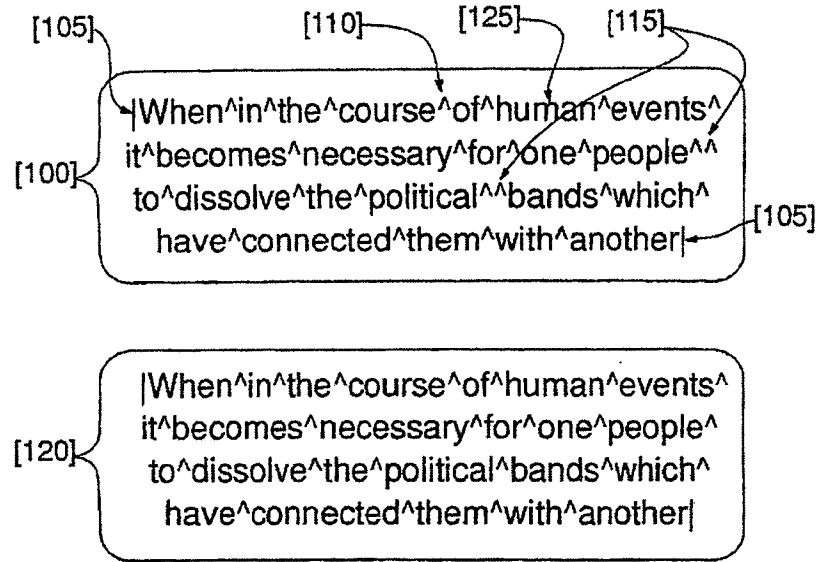 [105] [110] [125] [115]
|When^in^the^course^of^human^events^
it^becomes^necessary^for^one^people^^
[100]
to^dissolve^the^political^^bands^which^
have^connected^them^with^another| [105]
|When^in^the^course^of^human^events^
it^becomes^necessary^for^one^people^
[120]
to^dissolve^the^political^bands^which^
have^connected^them^with^another|